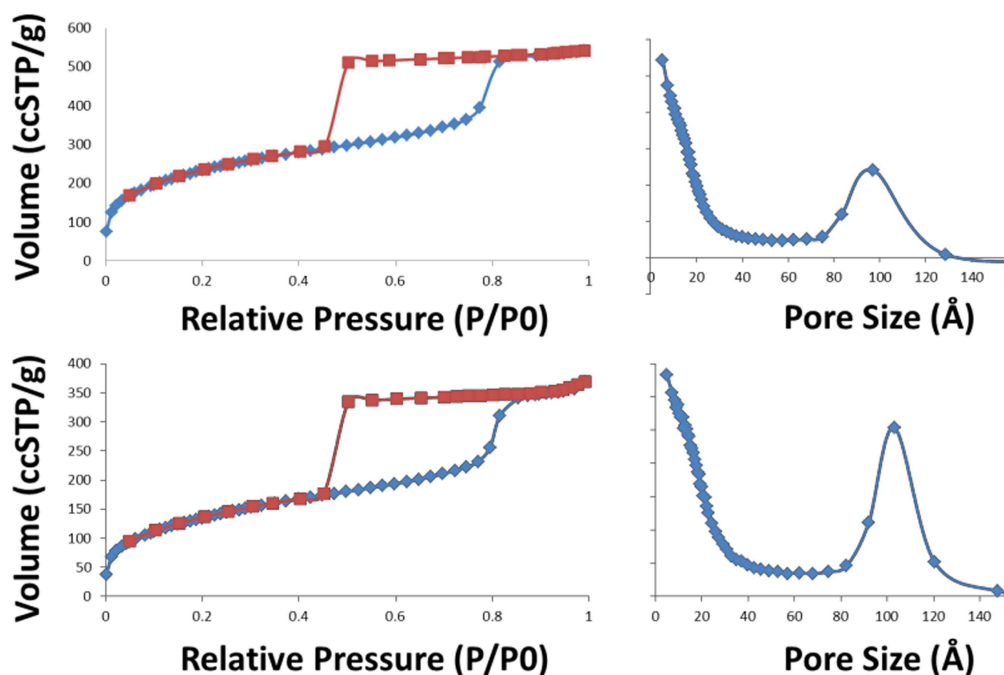 Volume (ccSTP/g)
600
500
400
300
200
100
0
0 0.2 0.4 0.6 0.8 1
Relative Pressure (P/P0)
0 20 40 60 80 100 120 140
Pore Size (Å)
Volume (ccSTP/g)
400
350
300
250
200
150
100
50
0
0 0.2 0.4 0.6 0.8 1
Relative Pressure (P/P0)
0 20 40 60 80 100 120 140
Pore Size (Å)